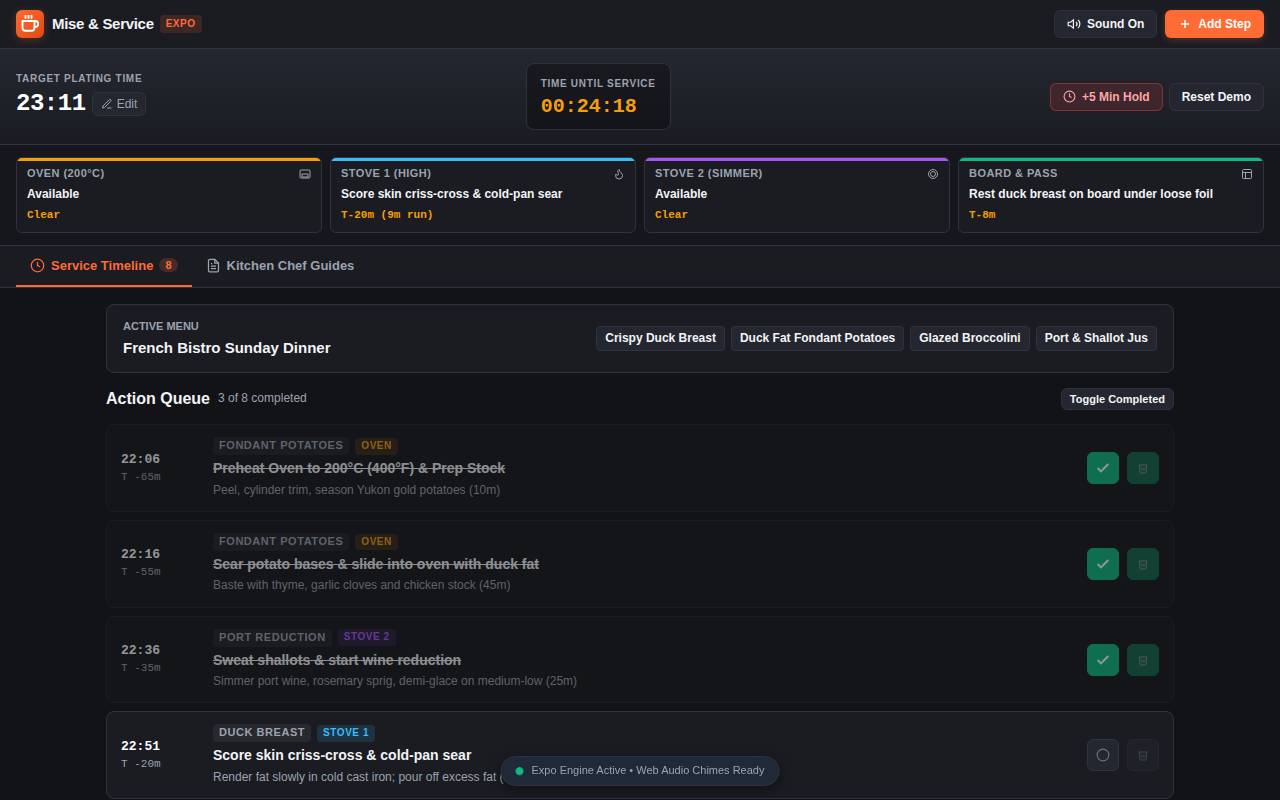 Mise & Service EXPO
Sound On
Add Step
TARGET PLATING TIME
23:11 Edit
TIME UNTIL SERVICE
00:24:18
+5 Min Hold
Reset Demo
OVEN (200°C)
Available
Clear
STOVE 1 (HIGH)
Score skin criss-cross & cold-pan sear
T-20m (9m run)
STOVE 2 (SIMMER)
Available
Clear
BOARD & PASS
Rest duck breast on board under loose foil
T-8m
Service Timeline 8
Kitchen Chef Guides
ACTIVE MENU
French Bistro Sunday Dinner
Crispy Duck Breast
Duck Fat Fondant Potatoes
Glazed Broccolini
Port & Shallot Jus
Action Queue 3 of 8 completed
Toggle Completed
22:06
T -65m
FONDANT POTATOES OVEN
Preheat Oven to 200°C (400°F) & Prep Stock
Peel, cylinder trim, season Yukon gold potatoes (10m)
22:16
T -55m
FONDANT POTATOES OVEN
Sear potato bases & slide into oven with duck fat
Baste with thyme, garlic cloves and chicken stock (45m)
22:36
T -35m
PORT REDUCTION STOVE 2
Sweat shallots & start wine reduction
Simmer port wine, rosemary sprig, demi-glace on medium-low (25m)
22:51
T -20m
DUCK BREAST STOVE 1
Score skin criss-cross & cold-pan sear
Render fat slowly in cold cast iron; pour off excess fat (
Expo Engine Active • Web Audio Chimes Ready